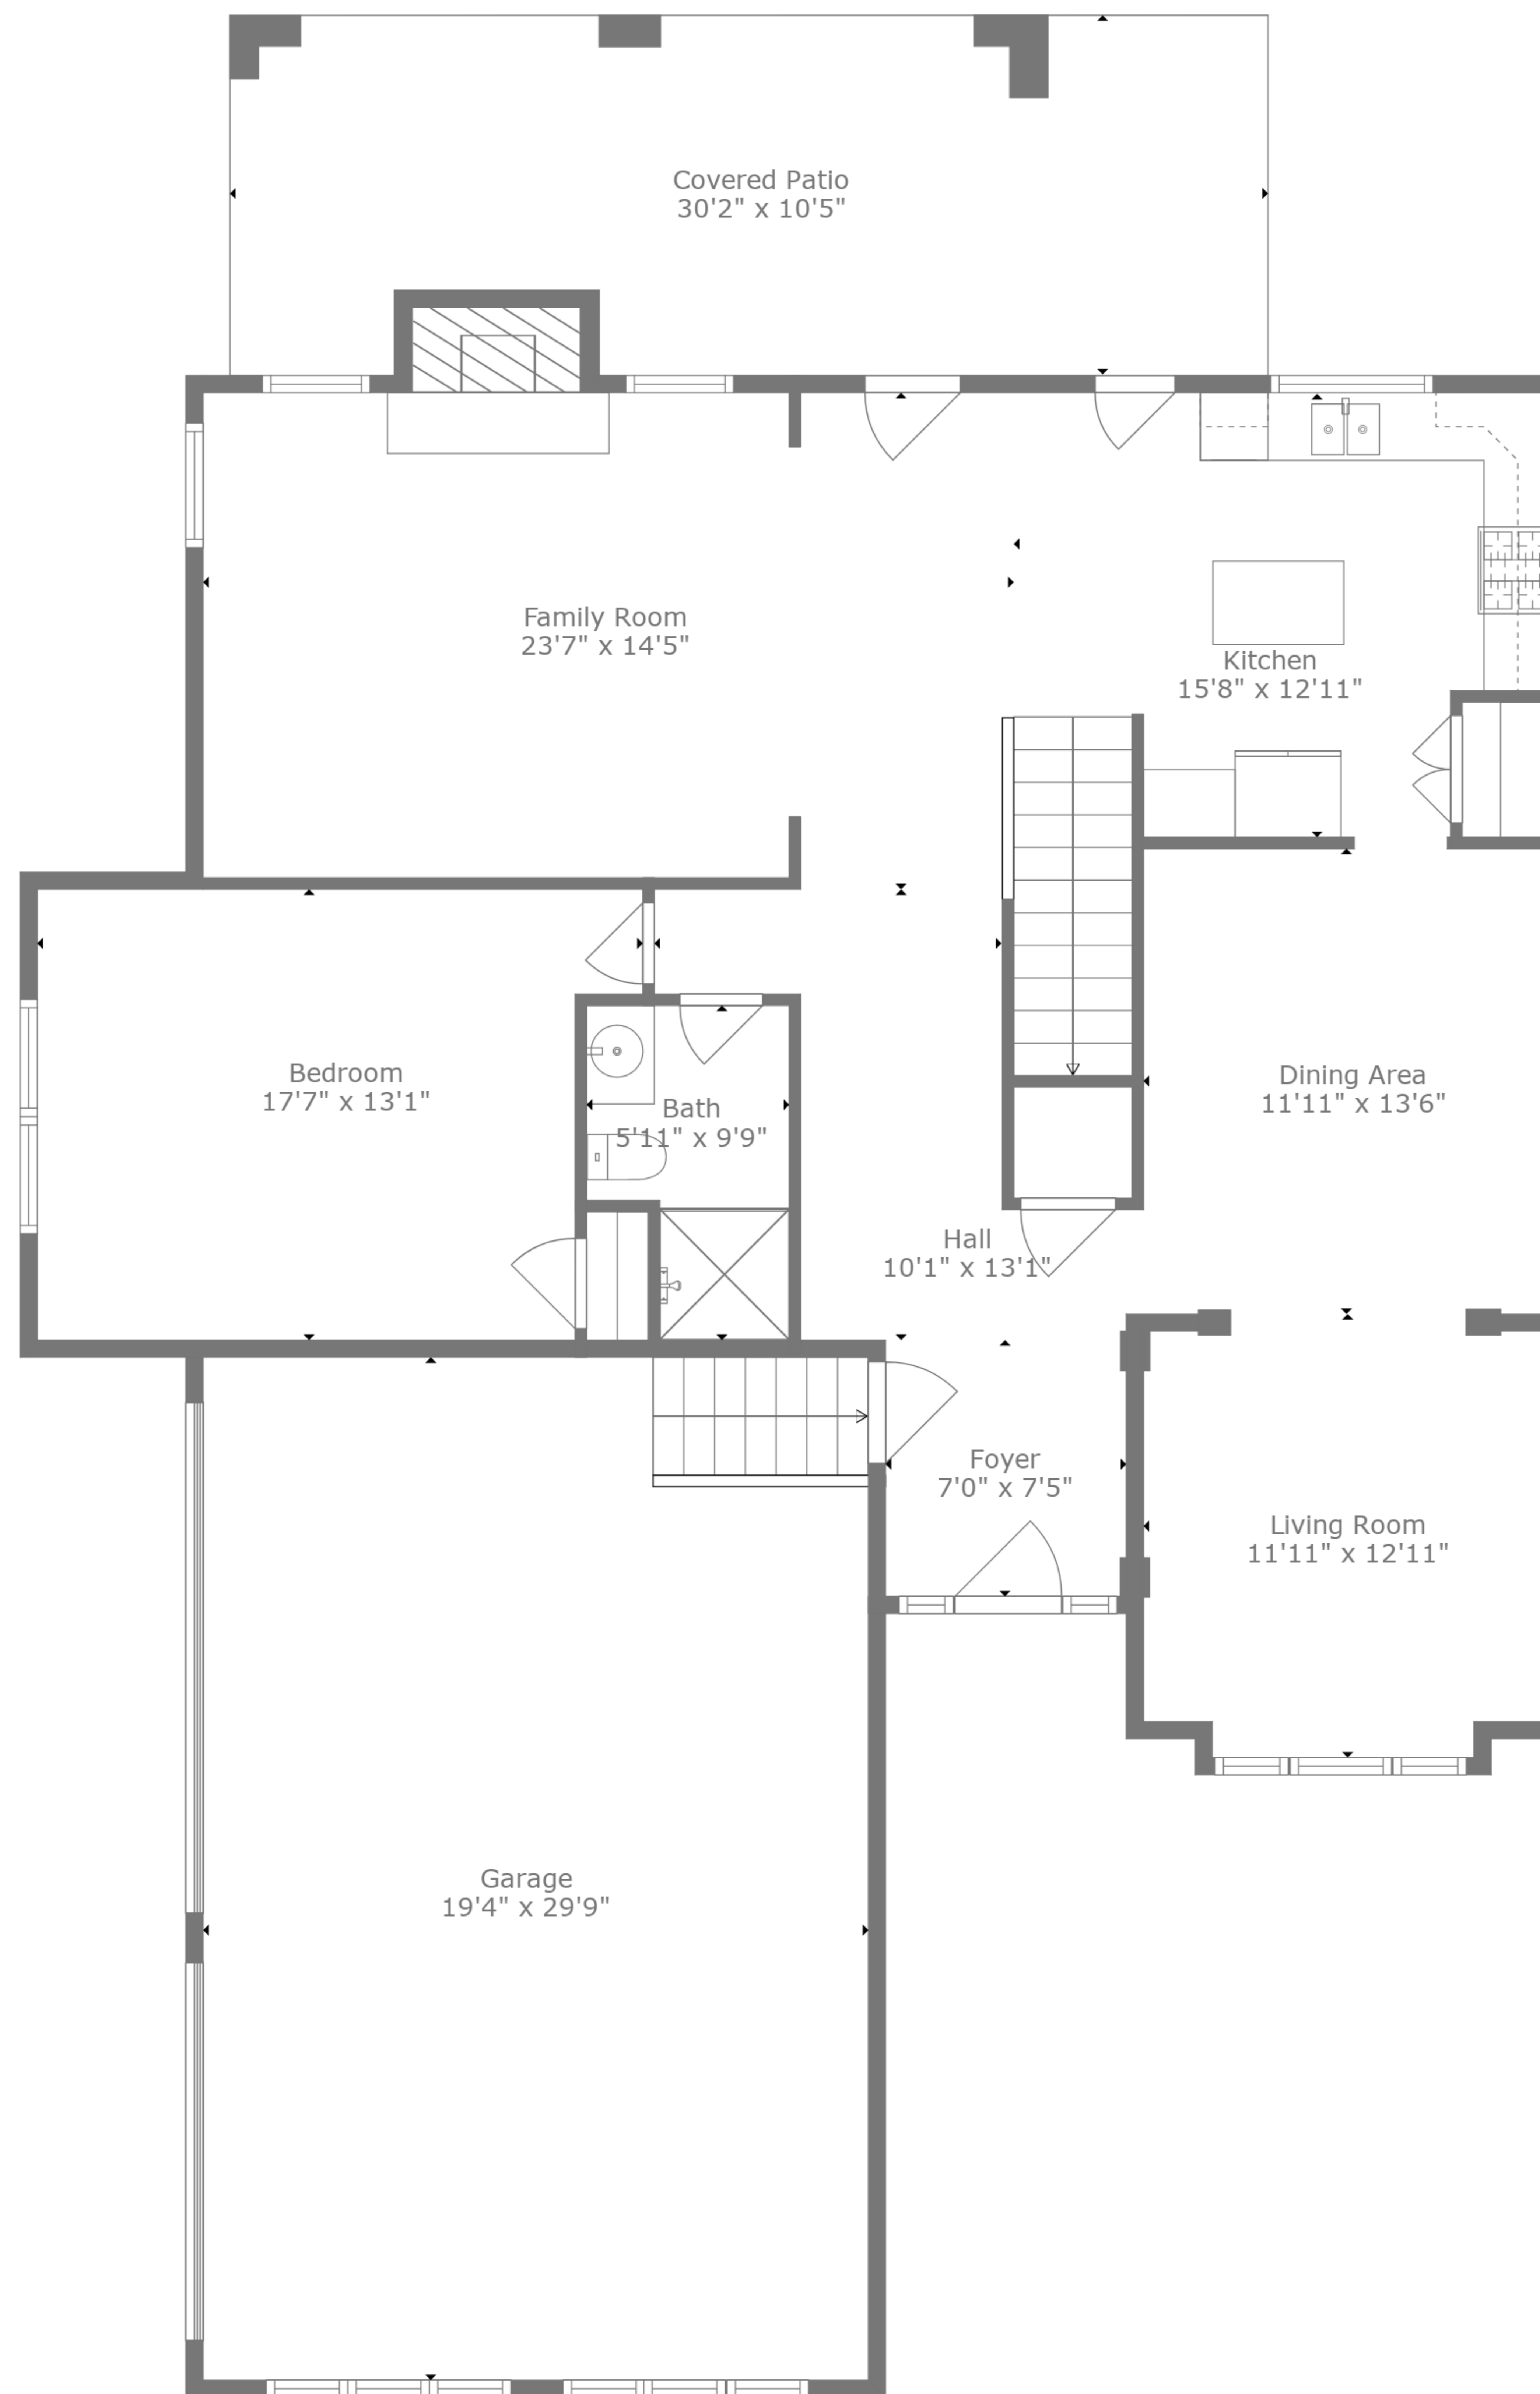 Covered Patio
30'2" x 10'5"
Family Room
23'7" x 14'5"
Kitchen
15'8" x 12'11"
Bedroom
17'7" x 13'1"
Bath
5'11" x 9'9"
Dining Area
11'11" x 13'6"
Hall
10'1" x 13'1"
Foyer
7'0" x 7'5"
Living Room
11'11" x 12'11"
Garage
19'4" x 29'9"